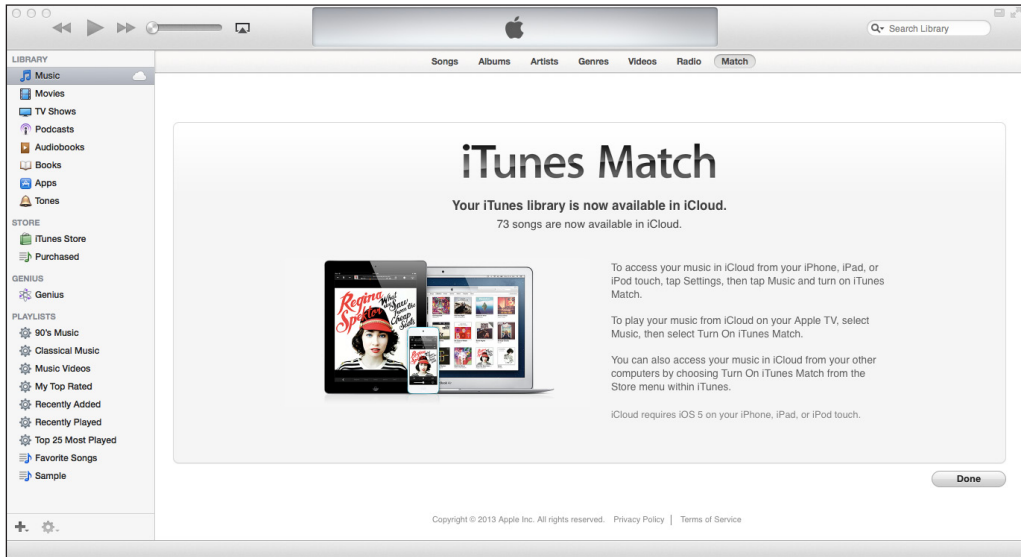 Search Library
LIBRARY
Music
Movies
TV Shows
Podcasts
Audiobooks
Books
Apps
Tones
STORE
iTunes Store
Purchased
GENIUS
Genius
PLAYLISTS
90's Music
Classical Music
Music Videos
My Top Rated
Recently Added
Recently Played
Top 25 Most Played
Favorite Songs
Sample
Songs Albums Artists Genres Videos Radio Match
iTunes Match
Your iTunes library is now available in iCloud.
73 songs are now available in iCloud.
Regina Spektor
What We Saw from the Cheap Seats
To access your music in iCloud from your iPhone, iPad, or
iPod touch, tap Settings, then tap Music and turn on iTunes
Match.
To play your music from iCloud on your Apple TV, select
Music, then select Turn On iTunes Match.
You can also access your music in iCloud from your other
computers by choosing Turn On iTunes Match from the
Store menu within iTunes.
iCloud requires iOS 5 on your iPhone, iPad, or iPod touch.
Done
Copyright © 2013 Apple Inc. All rights reserved. Privacy Policy | Terms of Service